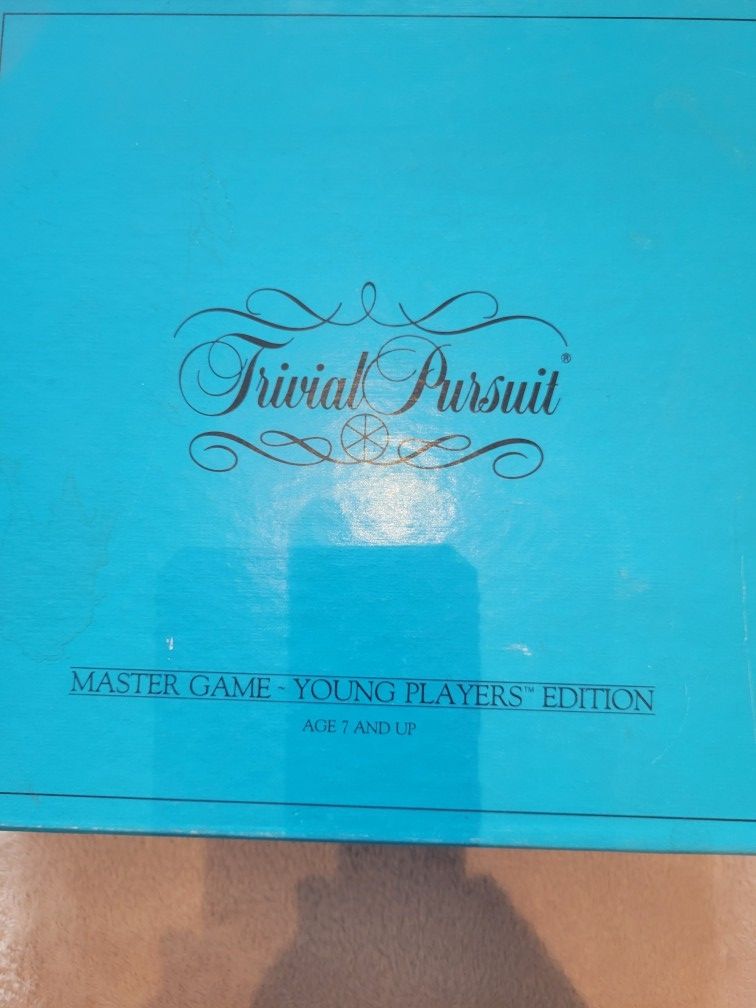 Trivial Pursuit®
MASTER GAME ~ YOUNG PLAYERS™ EDITION
AGE 7 AND UP